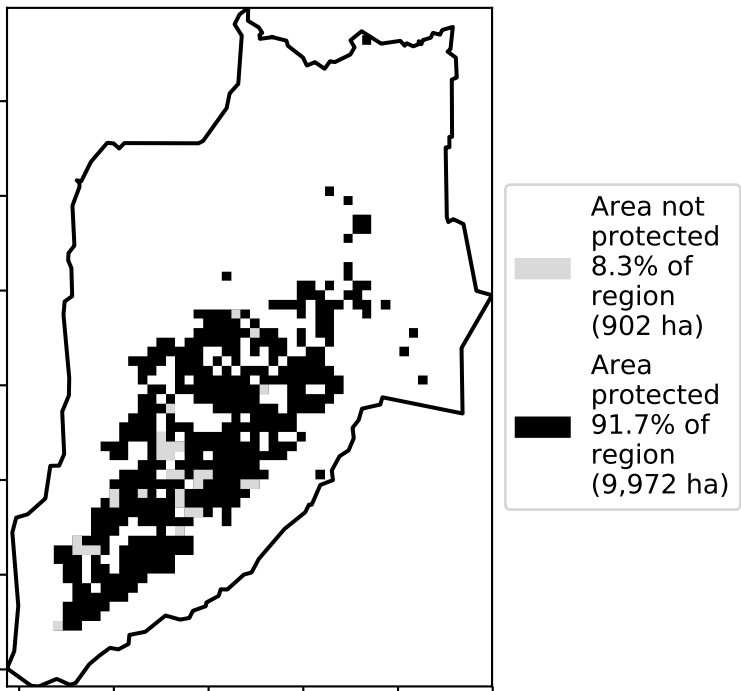 Area not
protected
8.3% of
region
(902 ha)
Area
protected
91.7% of
region
(9,972 ha)